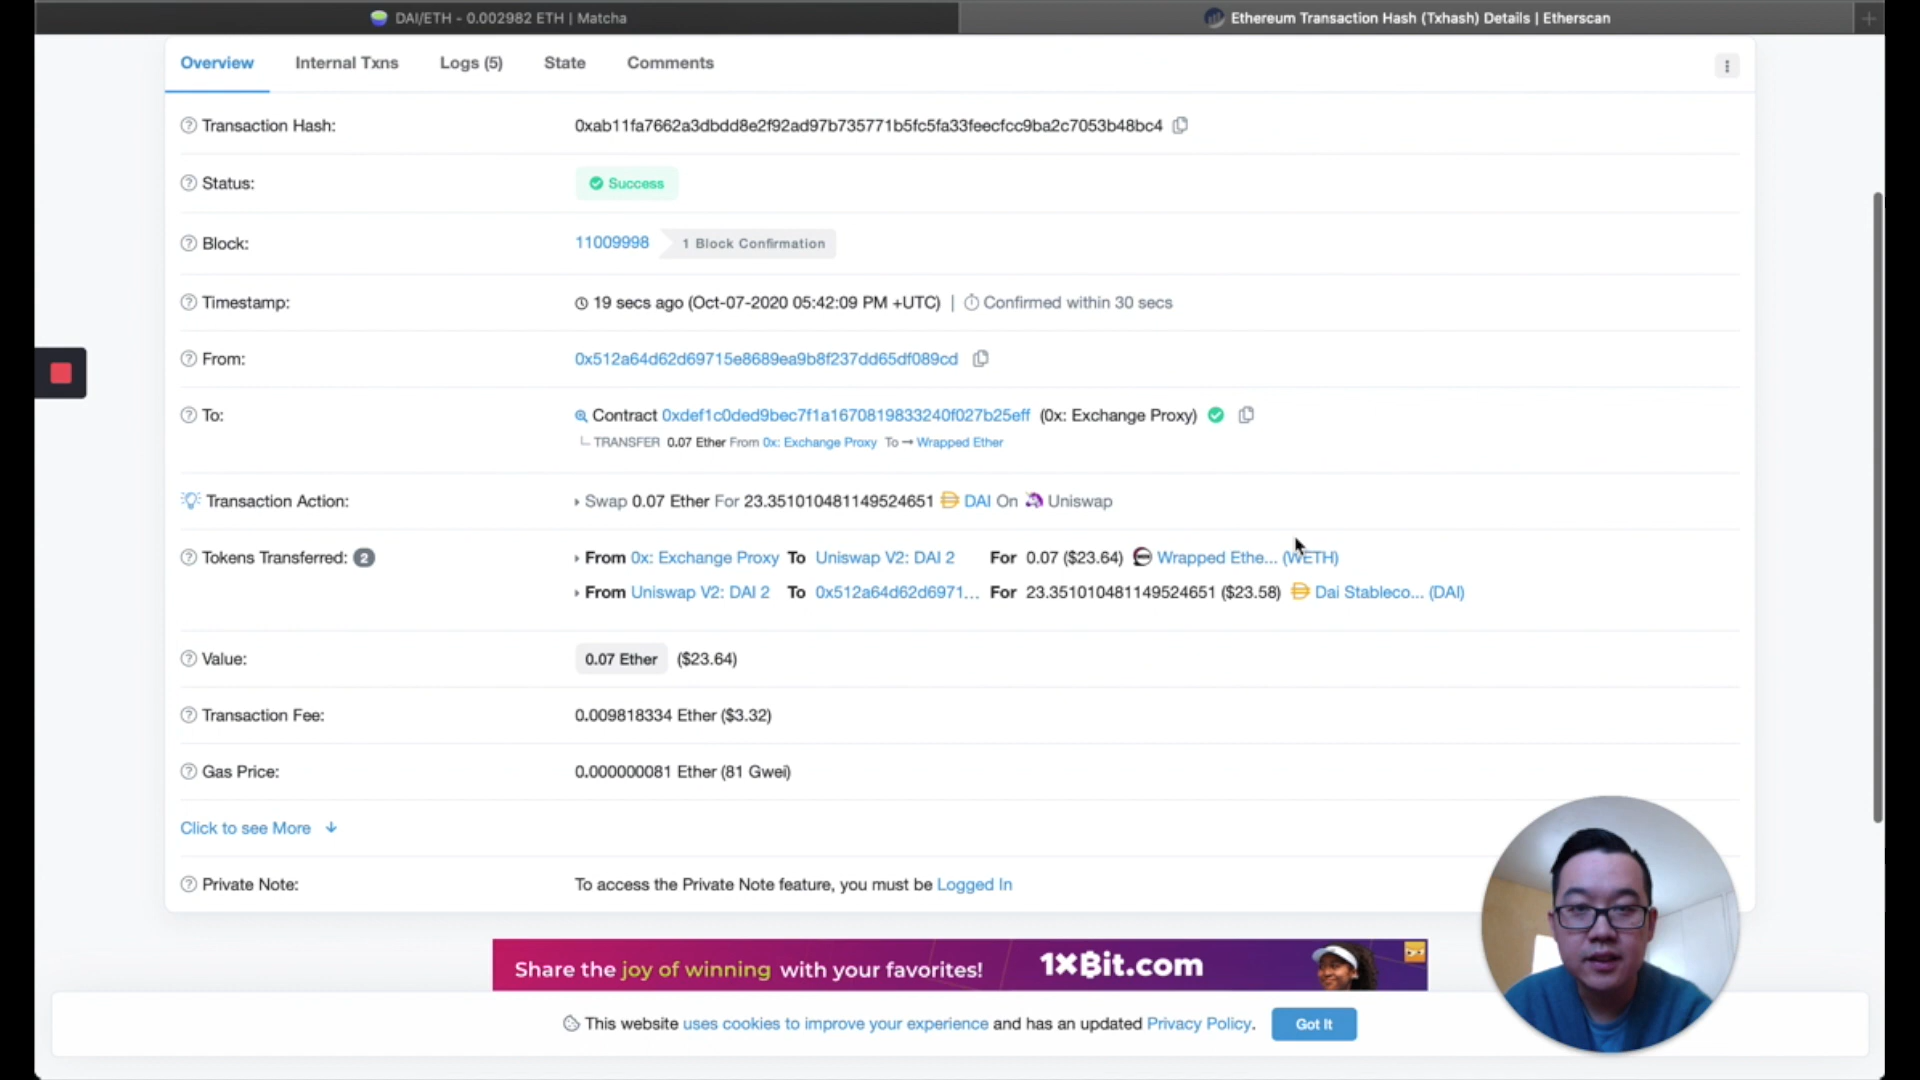 DAI/ETH - 0.002982 ETH | Matcha
Ethereum Transaction Hash (Txhash) Details | Etherscan
Overview Internal Txns Logs (5) State Comments
Transaction Hash: 0xab11fa7662a3dbdd8e2f92ad97b735771b5fc5fa33feecfcc9ba2c7053b48bc4
Status: Success
Block: 11009998 1 Block Confirmation
Timestamp: 19 secs ago (Oct-07-2020 05:42:09 PM +UTC) | Confirmed within 30 secs
From: 0x512a64d62d69715e8689ea9b8f237dd65df089cd
To: Contract 0xdef1c0ded9bec7f1a1670819833240f027b25eff (0x: Exchange Proxy)
TRANSFER 0.07 Ether From 0x: Exchange Proxy To → Wrapped Ether
Transaction Action: Swap 0.07 Ether For 23.351010481149524651 DAI On Uniswap
Tokens Transferred: 2 From 0x: Exchange Proxy To Uniswap V2: DAI 2 For 0.07 ($23.64) Wrapped Ethe... (WETH)
From Uniswap V2: DAI 2 To 0x512a64d62d6971... For 23.351010481149524651 ($23.58) Dai Stableco... (DAI)
Value: 0.07 Ether ($23.64)
Transaction Fee: 0.009818334 Ether ($3.32)
Gas Price: 0.000000081 Ether (81 Gwei)
Click to see More
Private Note: To access the Private Note feature, you must be Logged In
Share the joy of winning with your favorites! 1X₿it.com
This website uses cookies to improve your experience and has an updated Privacy Policy. Got It